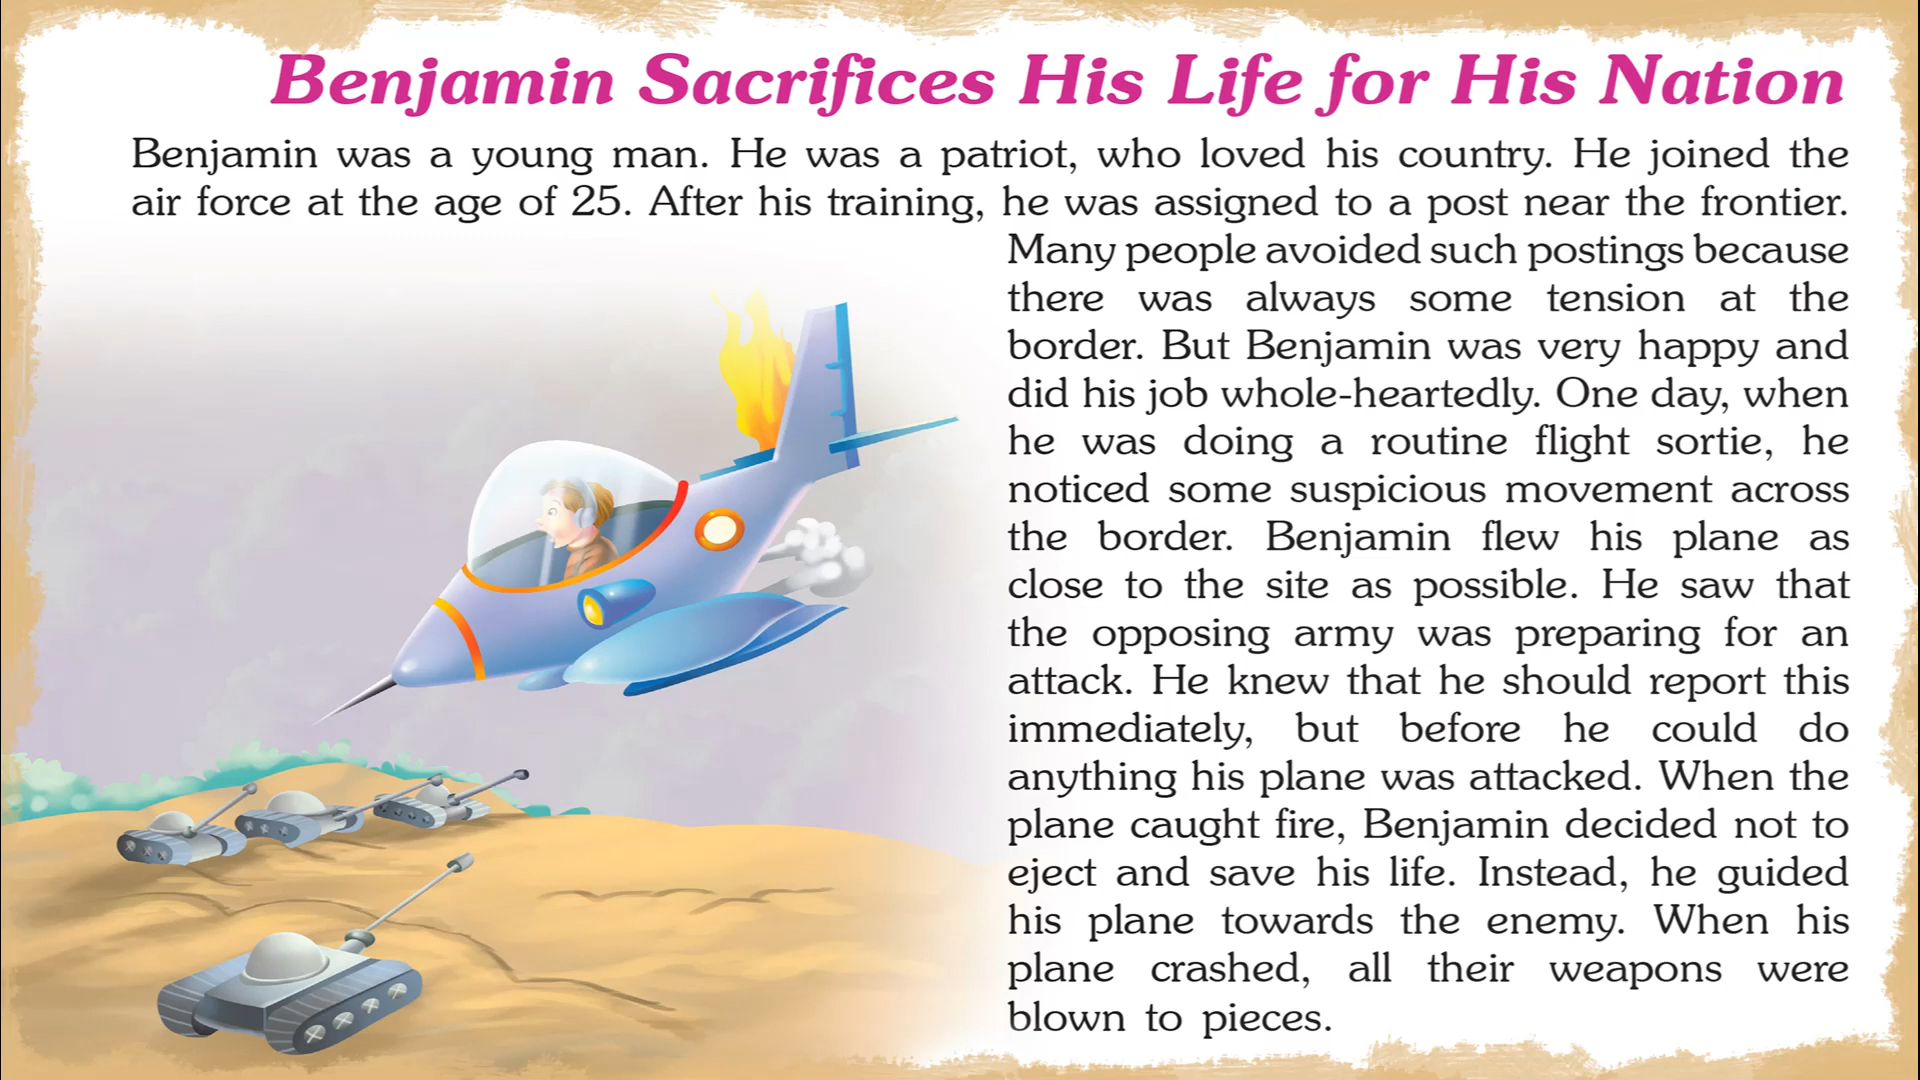 Benjamin Sacrifices His Life for His Nation
Benjamin was a young man. He was a patriot, who loved his country. He joined the
air force at the age of 25. After his training, he was assigned to a post near the frontier.
Many people avoided such postings because
there was always some tension at the
border. But Benjamin was very happy and
did his job whole-heartedly. One day, when
he was doing a routine flight sortie, he
noticed some suspicious movement across
the border. Benjamin flew his plane as
close to the site as possible. He saw that
the opposing army was preparing for an
attack. He knew that he should report this
immediately, but before he could do
anything his plane was attacked. When the
plane caught fire, Benjamin decided not to
eject and save his life. Instead, he guided
his plane towards the enemy. When his
plane crashed, all their weapons were
blown to pieces.